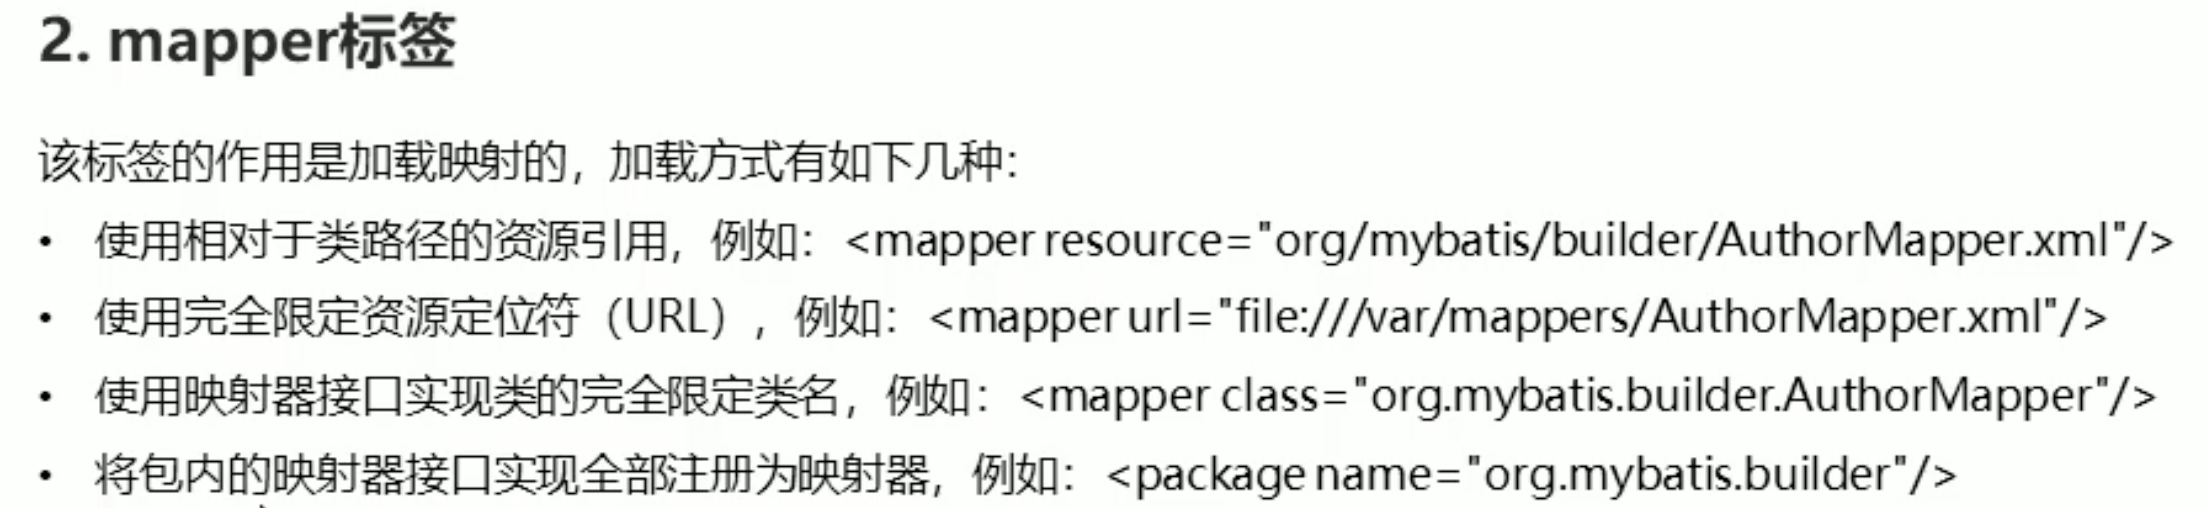 2. mapper标签
该标签的作用是加载映射的，加载方式有如下几种：
• 使用相对于类路径的资源引用，例如：<mapper resource="org/mybatis/builder/AuthorMapper.xml"/>
• 使用完全限定资源定位符（URL），例如：<mapper url="file:///var/mappers/AuthorMapper.xml"/>
• 使用映射器接口实现类的完全限定类名，例如：<mapper class="org.mybatis.builder.AuthorMapper"/>
• 将包内的映射器接口实现全部注册为映射器，例如：<package name="org.mybatis.builder"/>